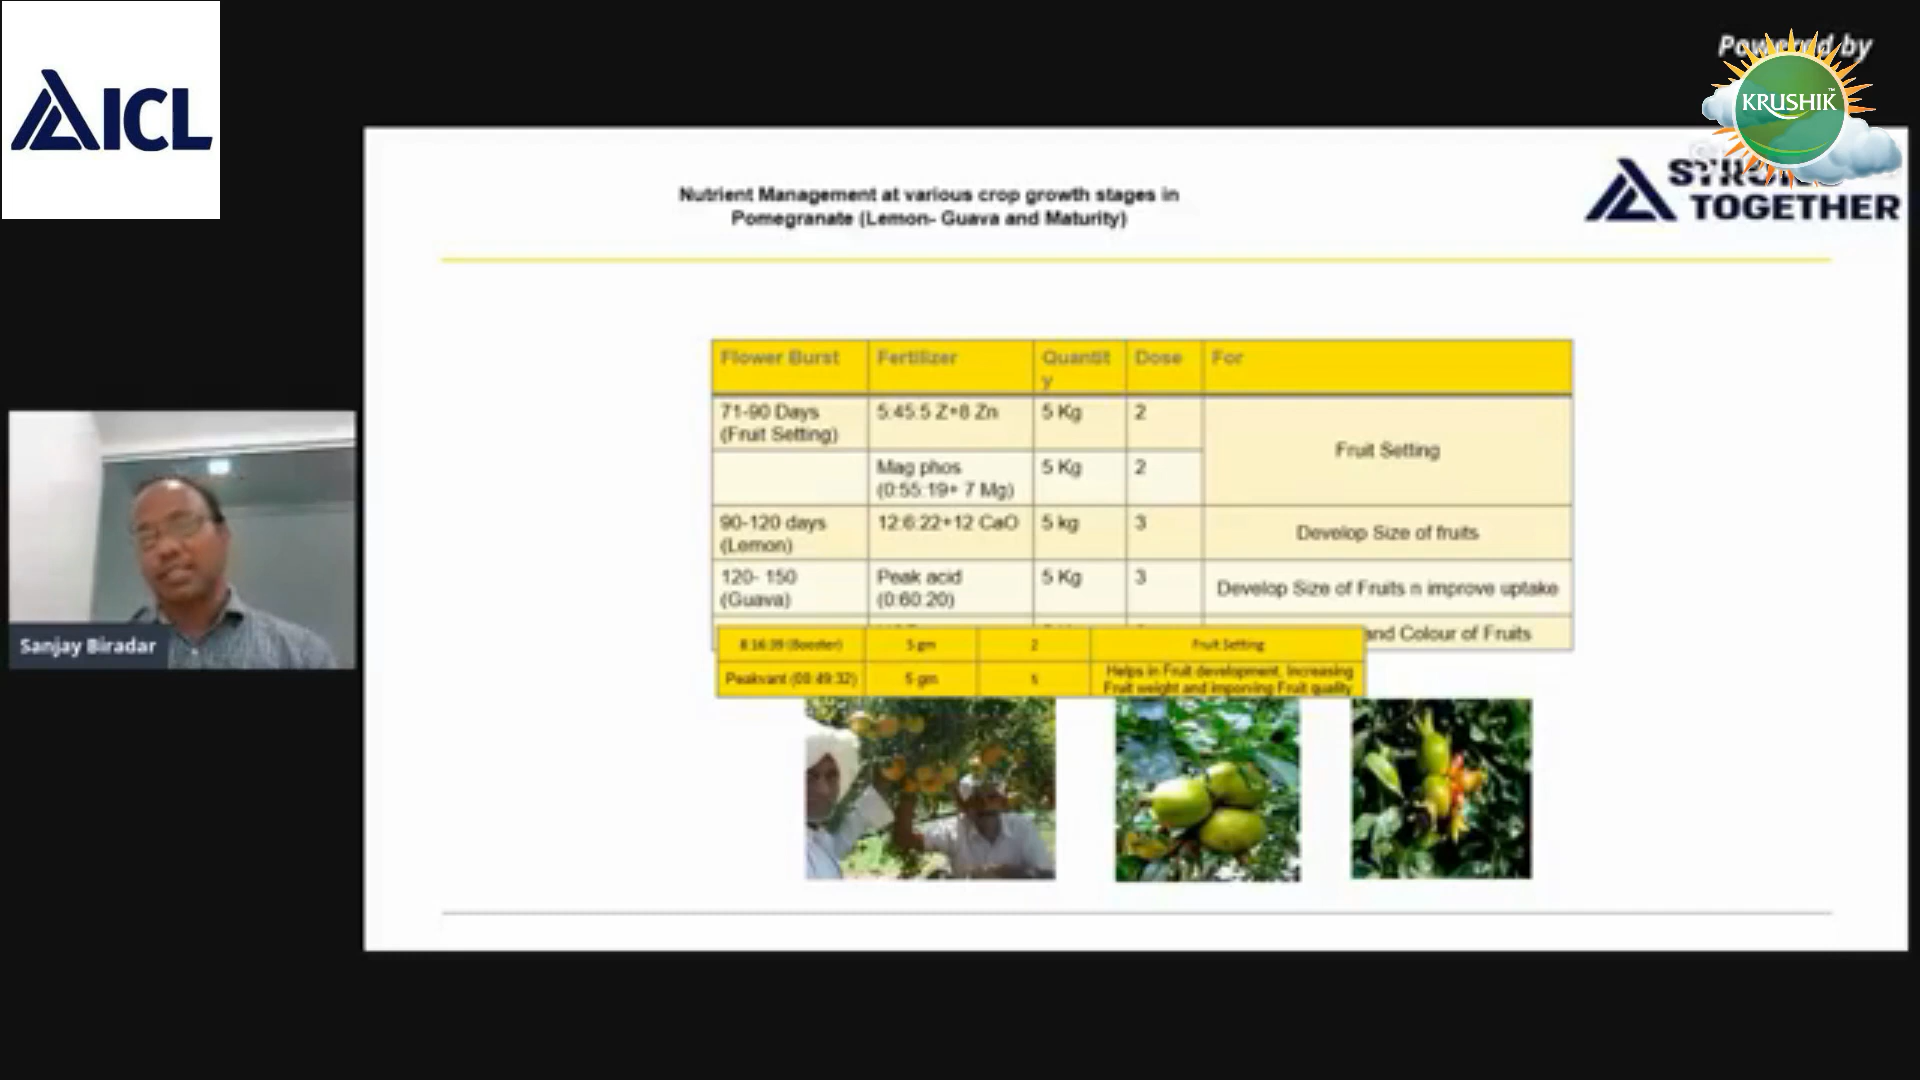 ICL
Powered by
KRUSHIK
TOGETHER
Nutrient Management at various crop growth stages in
Pomegranate (Lemon- Guava and Maturity)
Flower Burst Fertilizer Quantit Dose For
y
71-90 Days 5:45:5 Z+8 Zn 5 Kg 2
(Fruit Setting)
Fruit Setting
Mag phos 5 Kg 2
(0:55:19+ 7 Mg)
90-120 days 12:6:22+12 CaO 5 kg 3 Develop Size of fruits
(Lemon)
120- 150 Peak acid 5 Kg 3 Develop Size of Fruits n improve uptake
(Guava) (0:60:20)
and Colour of Fruits
8:16:39 (Booster) 5 gm 2 Fruit Setting
Peakvant (00:49:32) 5 gm Helps in Fruit development, Increasing
Fruit weight and imporving Fruit quality
Sanjay Biradar